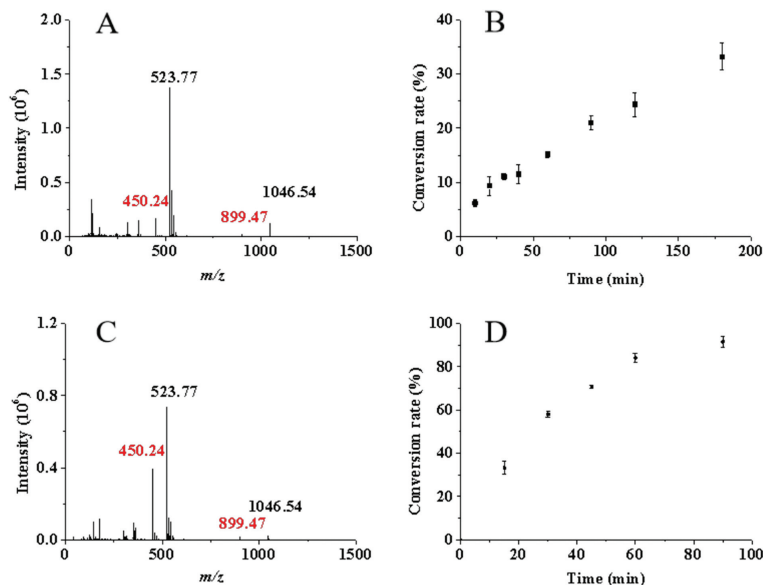 A
2.0
1.5
1.0
0.5
0.0
Intensity (10⁶)
523.77
450.24
899.47
1046.54
0 500 1000 1500
m/z
B
40
30
20
10
0
Conversion rate (%)
0 50 100 150 200
Time (min)
C
1.2
0.8
0.4
0.0
Intensity (10⁶)
523.77
450.24
899.47
1046.54
0 500 1000 1500
m/z
D
100
80
60
40
20
0
Conversion rate (%)
0 20 40 60 80 100
Time (min)